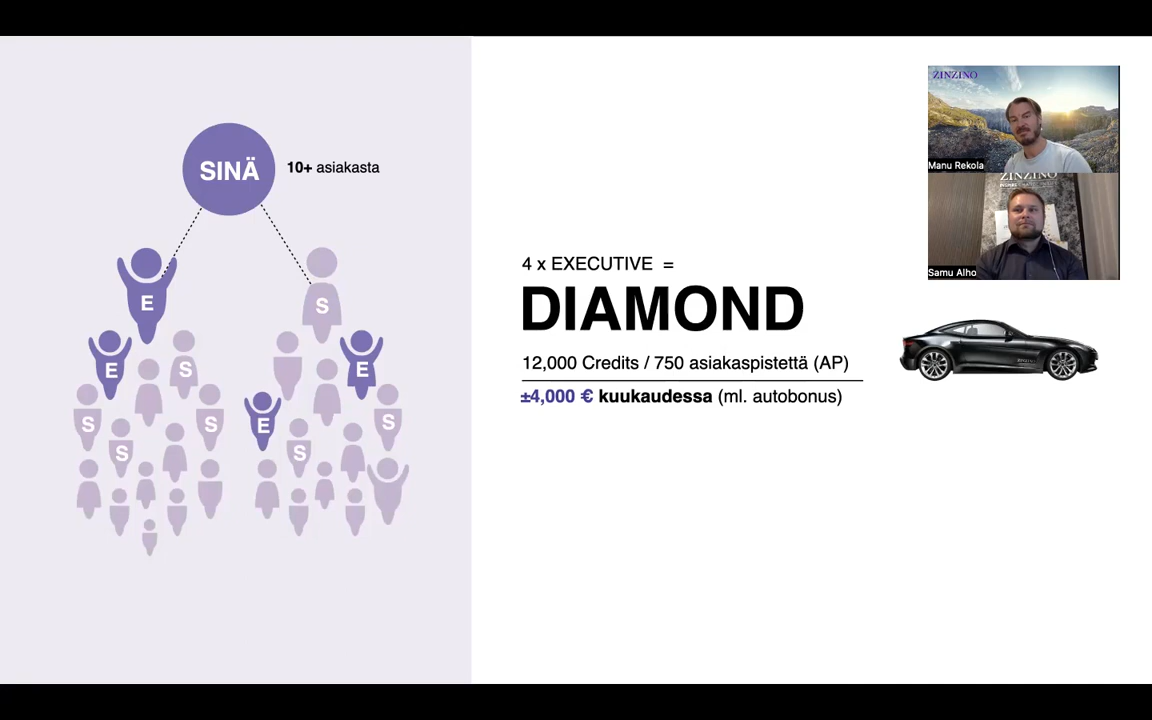 SINÄ
10+ asiakasta
E
S
E
S
E
S
S
E
S
S
S
4 x EXECUTIVE =
DIAMOND
12,000 Credits / 750 asiakaspistettä (AP)
±4,000 € kuukaudessa (ml. autobonus)
ZINZINO
Manu Rekola
ZINZINO
Samu Alho